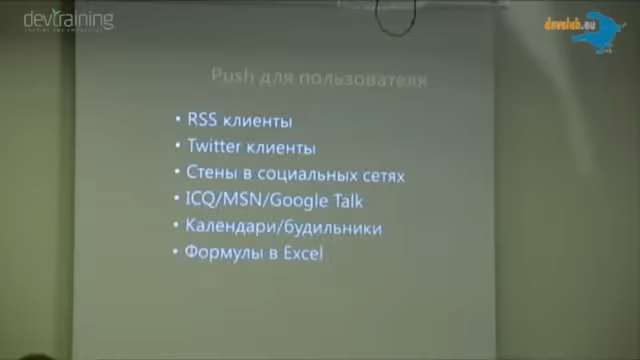 devtraining
devclub.eu
Push для пользователя
• RSS клиенты
• Twitter клиенты
• Стены в социальных сетях
• ICQ/MSN/Google Talk
• Календари/будильники
• Формулы в Excel